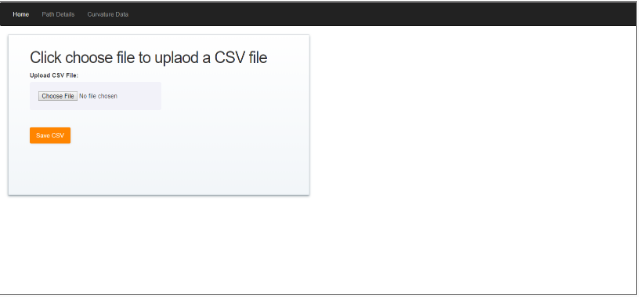 Home Path Details Curvature Data
Click choose file to uplaod a CSV file
Upload CSV File:
Choose File No file chosen
Save CSV